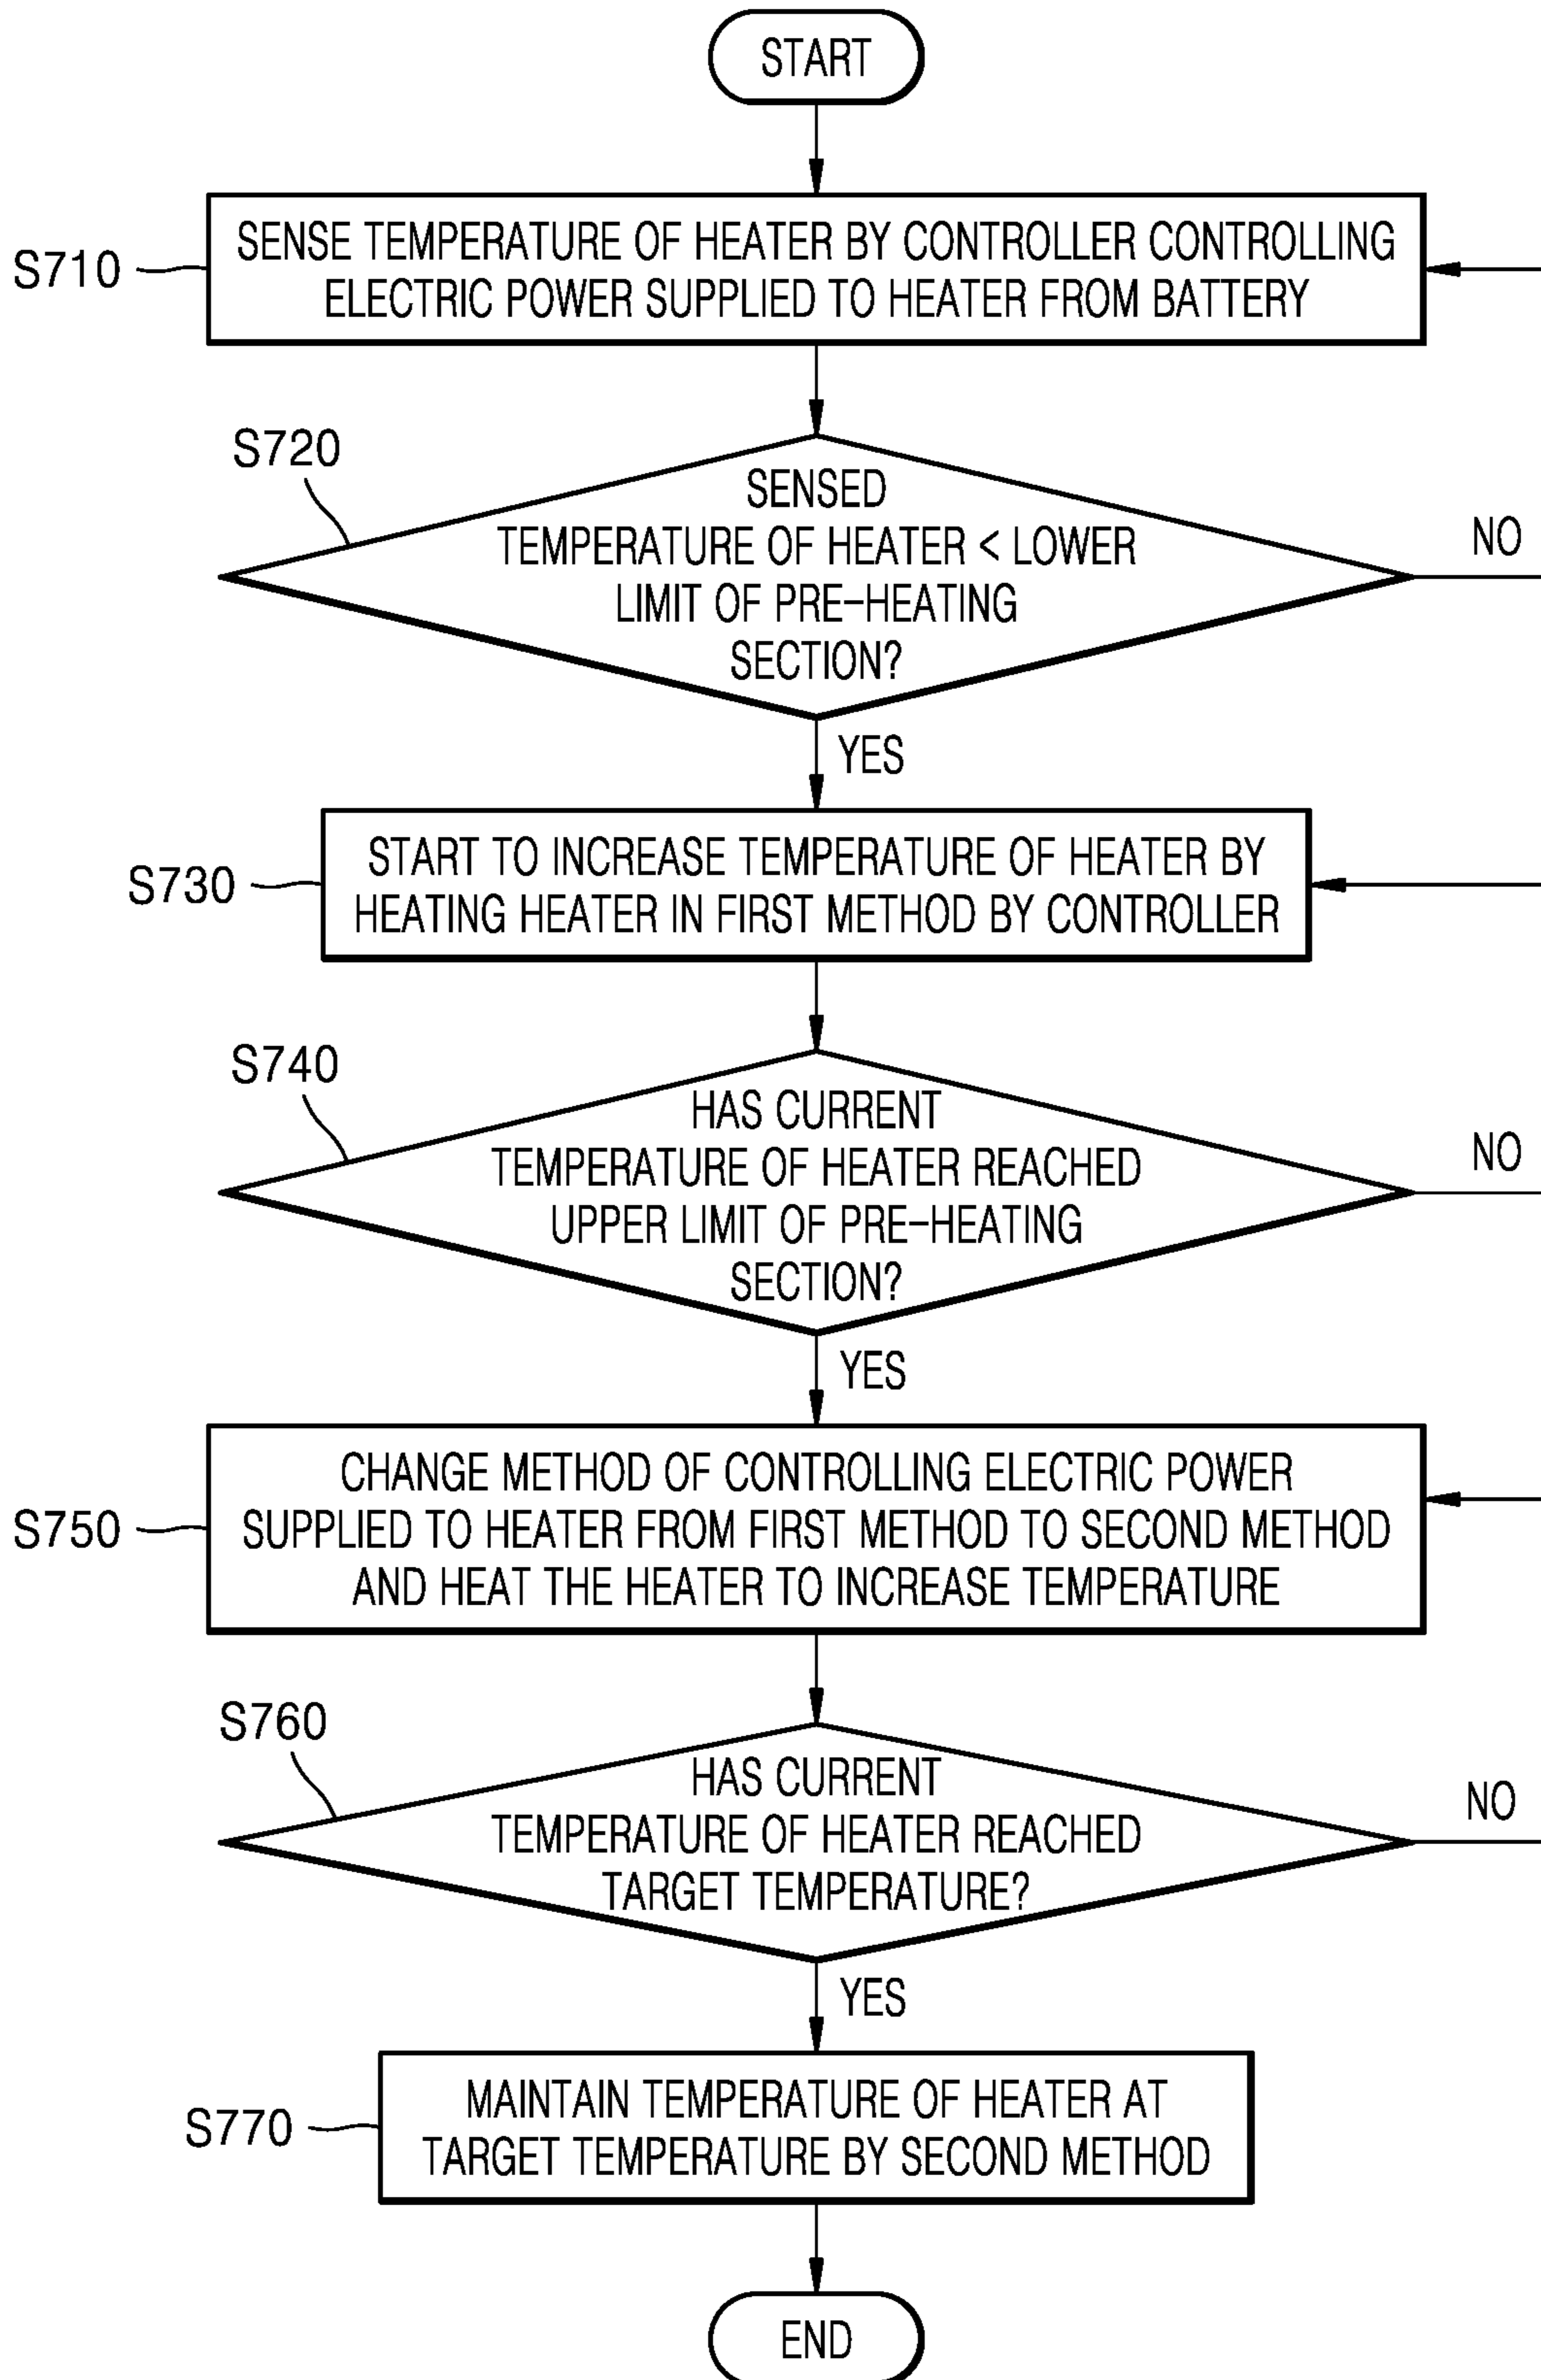 START
S710
SENSE TEMPERATURE OF HEATER BY CONTROLLER CONTROLLING
ELECTRIC POWER SUPPLIED TO HEATER FROM BATTERY
S720
SENSED
TEMPERATURE OF HEATER < LOWER
LIMIT OF PRE-HEATING
SECTION?
NO
YES
S730
START TO INCREASE TEMPERATURE OF HEATER BY
HEATING HEATER IN FIRST METHOD BY CONTROLLER
S740
HAS CURRENT
TEMPERATURE OF HEATER REACHED
UPPER LIMIT OF PRE-HEATING
SECTION?
NO
YES
S750
CHANGE METHOD OF CONTROLLING ELECTRIC POWER
SUPPLIED TO HEATER FROM FIRST METHOD TO SECOND METHOD
AND HEAT THE HEATER TO INCREASE TEMPERATURE
S760
HAS CURRENT
TEMPERATURE OF HEATER REACHED
TARGET TEMPERATURE?
NO
YES
S770
MAINTAIN TEMPERATURE OF HEATER AT
TARGET TEMPERATURE BY SECOND METHOD
END